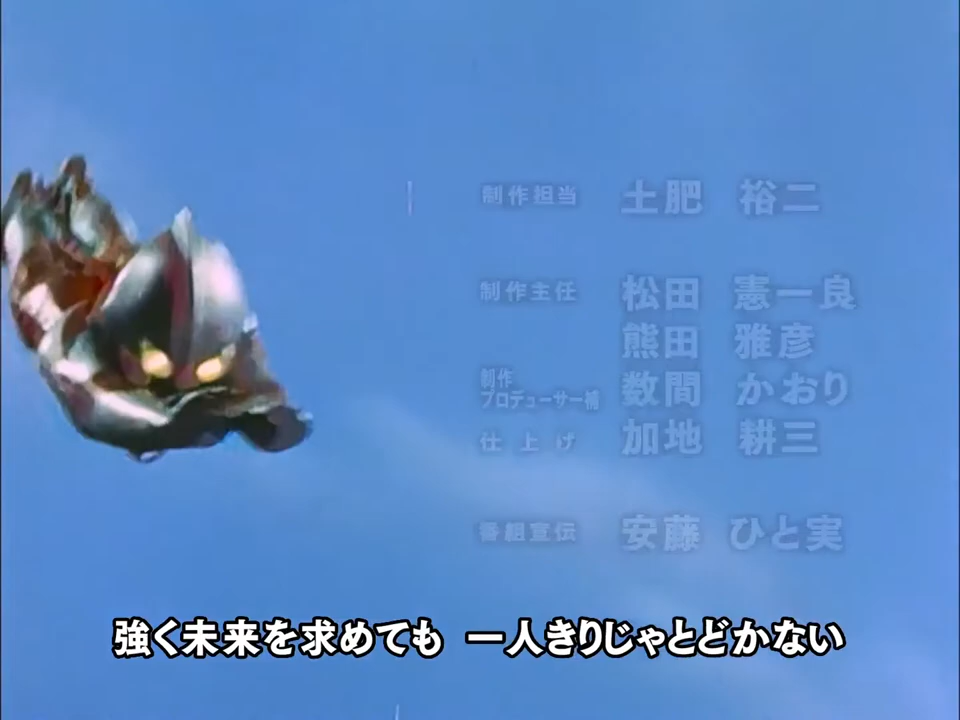 制作担当 土肥 裕二
制作主任 松田 憲一良
熊田 雅彦
制作
プロデューサー補 数間 かおり
仕上げ 加地 耕三
番組宣伝 安藤 ひと実
強く未来を求めても 一人きりじゃとどかない